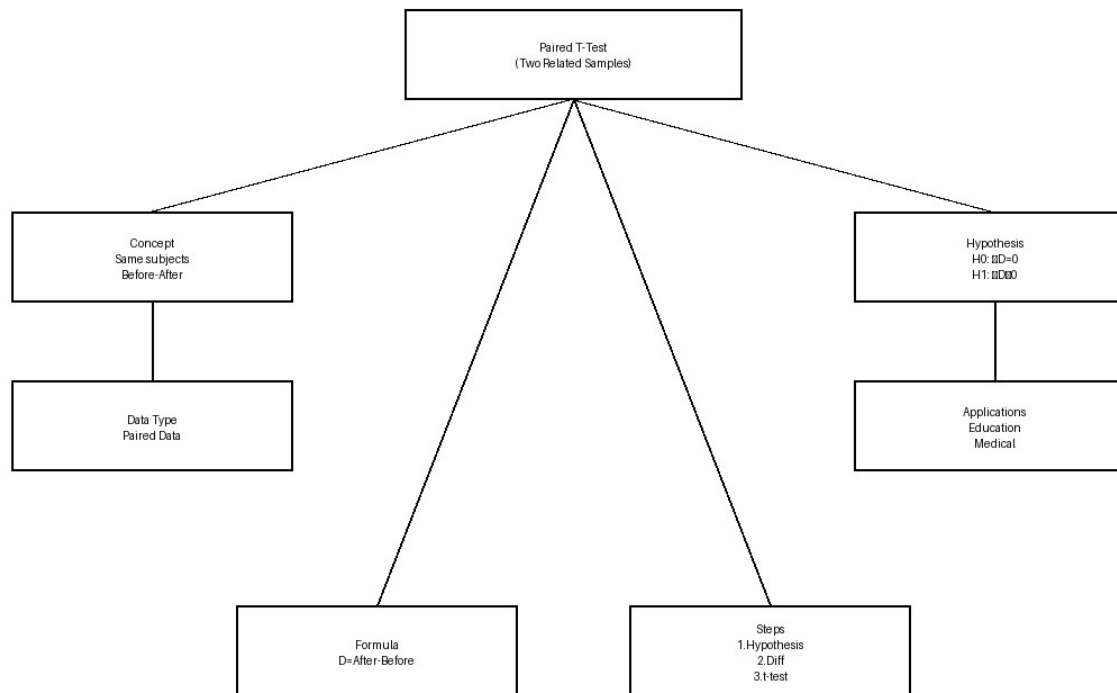 Paired T-Test
(Two Related Samples)
Concept
Same subjects
Before-After
Hypothesis
H0: □D=0
H1: □D□0
Data Type
Paired Data
Applications
Education
Medical
Formula
D=After-Before
Steps
1.Hypothesis
2.Diff
3.t-test